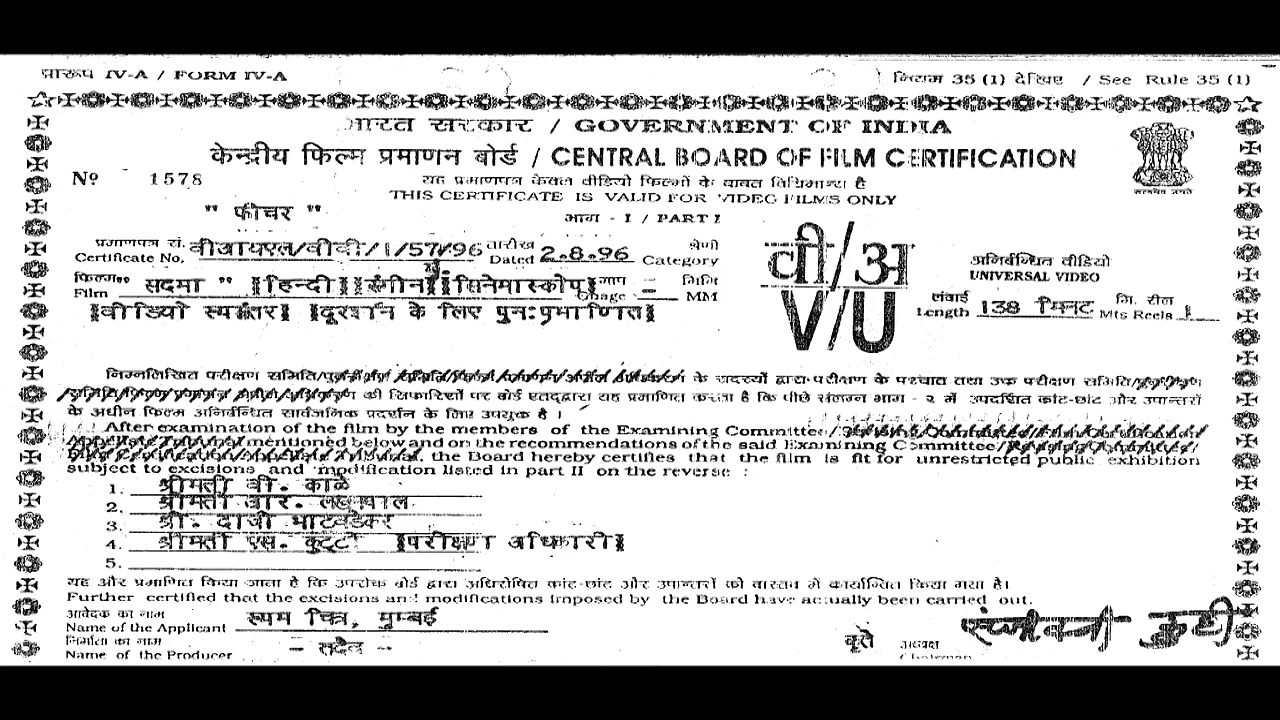 प्रारूप IV-A / FORM IV-A
नियम 35 (1) देखिए / See Rule 35 (1)
भारत सरकार / GOVERNMENT OF INDIA
केन्द्रीय फिल्म प्रमाणन बोर्ड / CENTRAL BOARD OF FILM CERTIFICATION
Nº 1578
यह प्रमाणपत्र केवल वीडियो फिल्मों के बाबत विधिमान्य है
THIS CERTIFICATE IS VALID FOR VIDEO FILMS ONLY
" फीचर "
भाग - I / PART I
प्रमाणपत्र सं. वीआयएल/वीवी/1/57/96 तारीख 2.8.96 श्रेणी
Certificate No. Dated Category
वी/अ
V/U
अनिर्बन्धित वीडियो
UNIVERSAL VIDEO
फिल्म " सदमा " [हिन्दी] [रंगीन] [सिनेमास्कोप] गाप - मिमि
Film Guage MM
लंबाई 138 मिनट मि. रील 1
Length Mts Reels
[वीडियो रूपांतर] [दूरदर्शन के लिए पुन:प्रमाणित]
निम्नलिखित परीक्षण समिति/ के सदस्यों द्वारा परीक्षण के पश्चात तथा उक्त परीक्षण समिति/
की सिफारिसों पर बोर्ड एतद्द्वारा यह प्रमाणित करता है कि पीछे संलग्न भाग - २ में उपदर्शित कांट-छांट और उपान्तरों
के अधीन फिल्म अनिर्बन्धित सार्वजनिक प्रदर्शन के लिए उपयुक्त है ।
After examination of the film by the members of the Examining Committee/
mentioned below and on the recommendations of the said Examining Committee/
the Board hereby certifies that the film is fit for unrestricted public exhibition
subject to excisions and modification listed in part II on the reverse :
1. श्रीमती वी. काळे
2. श्रीमती आर.
3. श्री. दाजी भाटवडेकर
4. श्रीमती एस. कुट्टी [परीक्षण अधिकारी]
5.
यह और प्रमाणित किया जाता है कि उपरोक्त बोर्ड द्वारा अधिरोपित कांट-छांट और उपान्तरों को वास्तव में कार्यान्वित किया गया है।
Further certified that the excisions and modifications imposed by the Board have actually been carried out.
आवेदक का नाम
Name of the Applicant रूपम चित्र, मुम्बई
निर्माता का नाम
Name of the Producer - सदैव -
कृते अध्यक्ष
Chairman